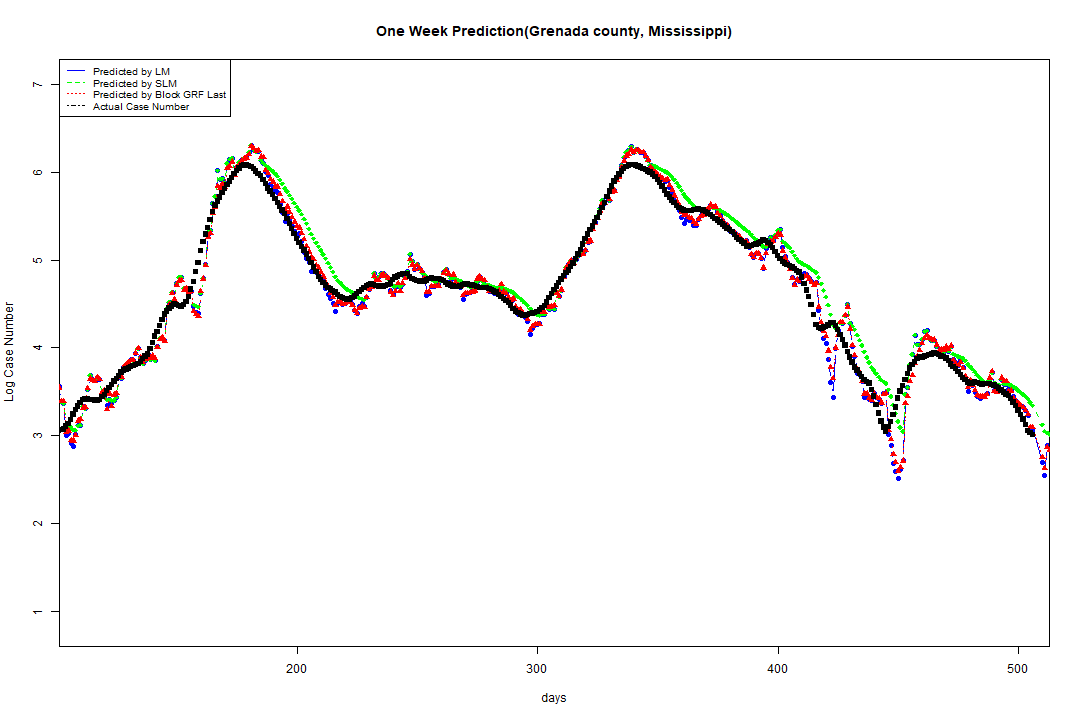 One Week Prediction(Grenada county, Mississippi)
Predicted by LM
Predicted by SLM
Predicted by Block GRF Last
Actual Case Number
7
6
5
4
3
2
1
Log Case Number
200 300 400 500
days